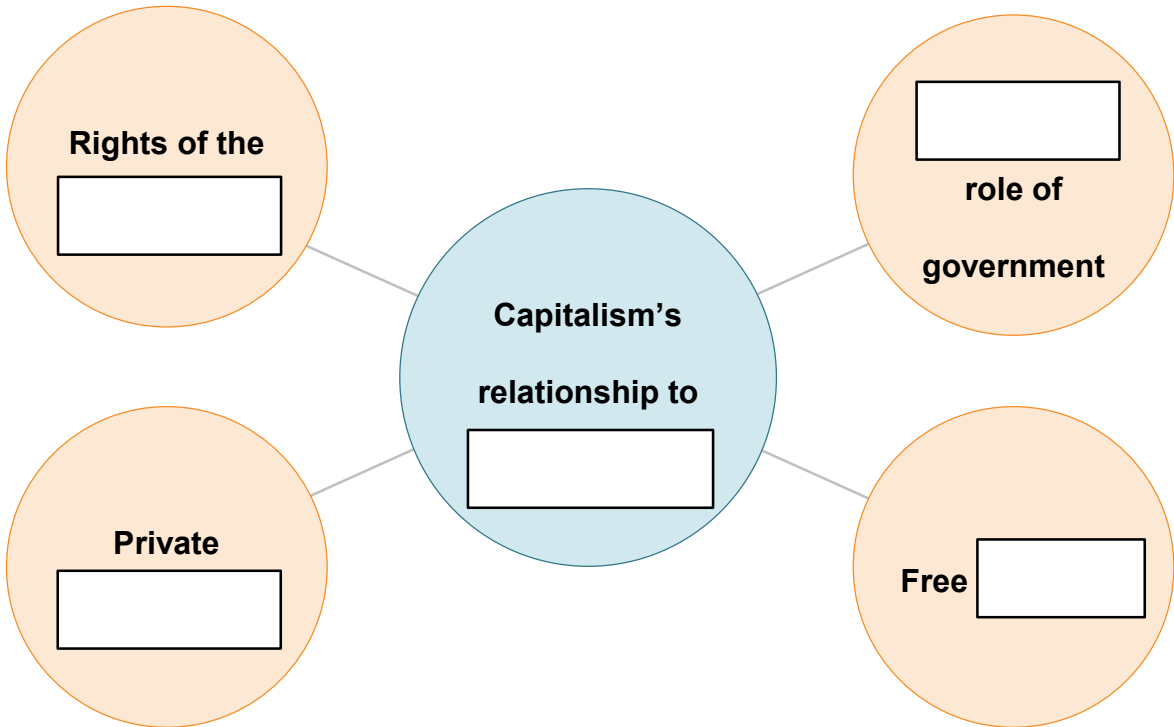 Rights of the
role of
government
Capitalism’s
relationship to
Private
Free